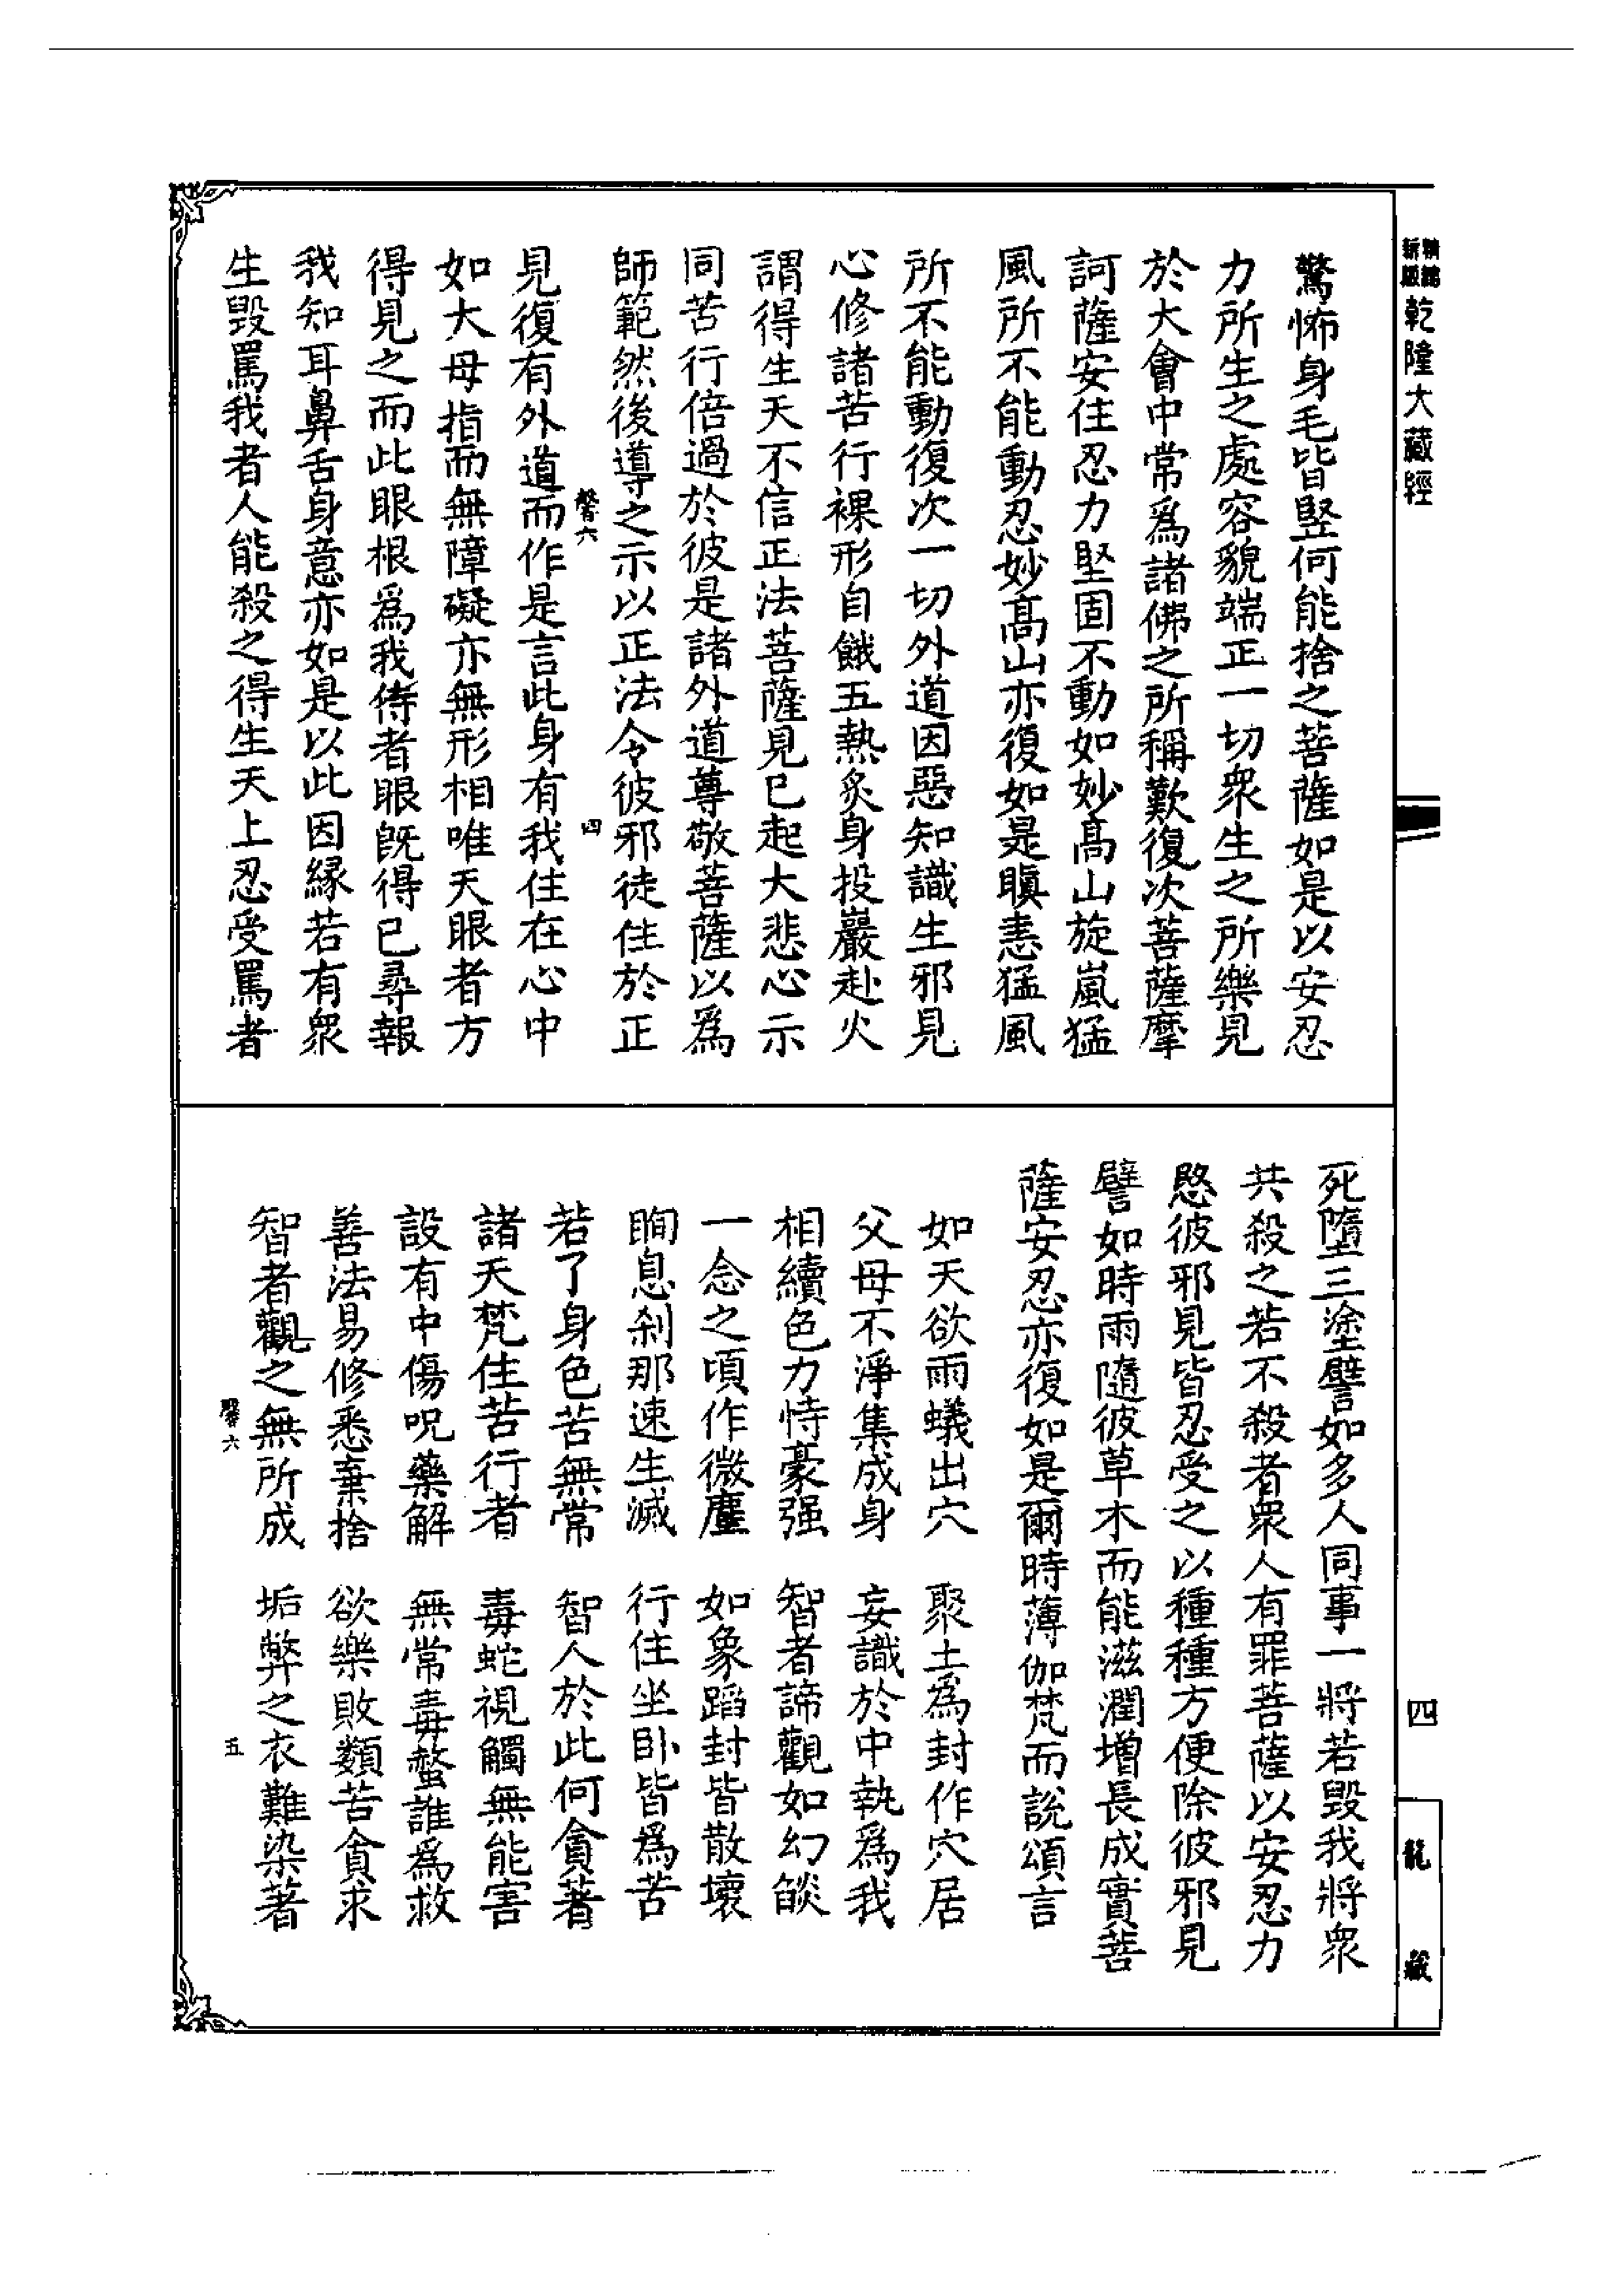 新版
精縮
乾隆大藏經
驚怖身毛皆竪何能捨之菩薩如是以安忍
力所生之處容貌端正一切衆生之所樂見
於大會中常爲諸佛之所稱歎復次菩薩摩
訶薩安住忍力堅固不動如妙高山旋嵐猛
風所不能動忍妙高山亦復如是瞋恚猛風
所不能動復次一切外道因惡知識生邪見
心修諸苦行裸形自餓五熱炙身投巖赴火
謂得生天不信正法菩薩見已起大悲心示
同苦行倍過於彼是諸外道尊敬菩薩以爲
師範然後導之示以正法令彼邪徒住於正
馨六
四
見復有外道而作是言此身有我住在心中
如大母指而無障礙亦無形相唯天眼者方
得見之而此眼根爲我侍者眼旣得已尋報
我知耳鼻舌身意亦如是以此因緣若有衆
生毀罵我者人能殺之得生天上忍受罵者
四
龍藏
死墮三塗譬如多人同事一將若毀我將衆
共殺之若不殺者衆人有罪菩薩以安忍力
愍彼邪見皆忍受之以種種方便除彼邪見
譬如時雨隨彼草木而能滋潤增長成實菩
薩安忍亦復如是爾時薄伽梵而說頌言
如天欲雨蟻出穴 聚土爲封作穴居
父母不淨集成身 妄識於中執爲我
相續色力恃豪强 智者諦觀如幻燄
一念之頃作微塵 如象蹈封皆散壞
瞬息刹那速生滅 行住坐臥皆爲苦
若了身色苦無常 智人於此何貪著
諸天梵住苦行者 毒蛇視觸無能害
設有中傷呪藥解 無常毒螫誰爲救
善法易修悉棄捨 欲樂敗類苦貪求
智者觀之無所成 垢弊之衣難染著
馨六
五